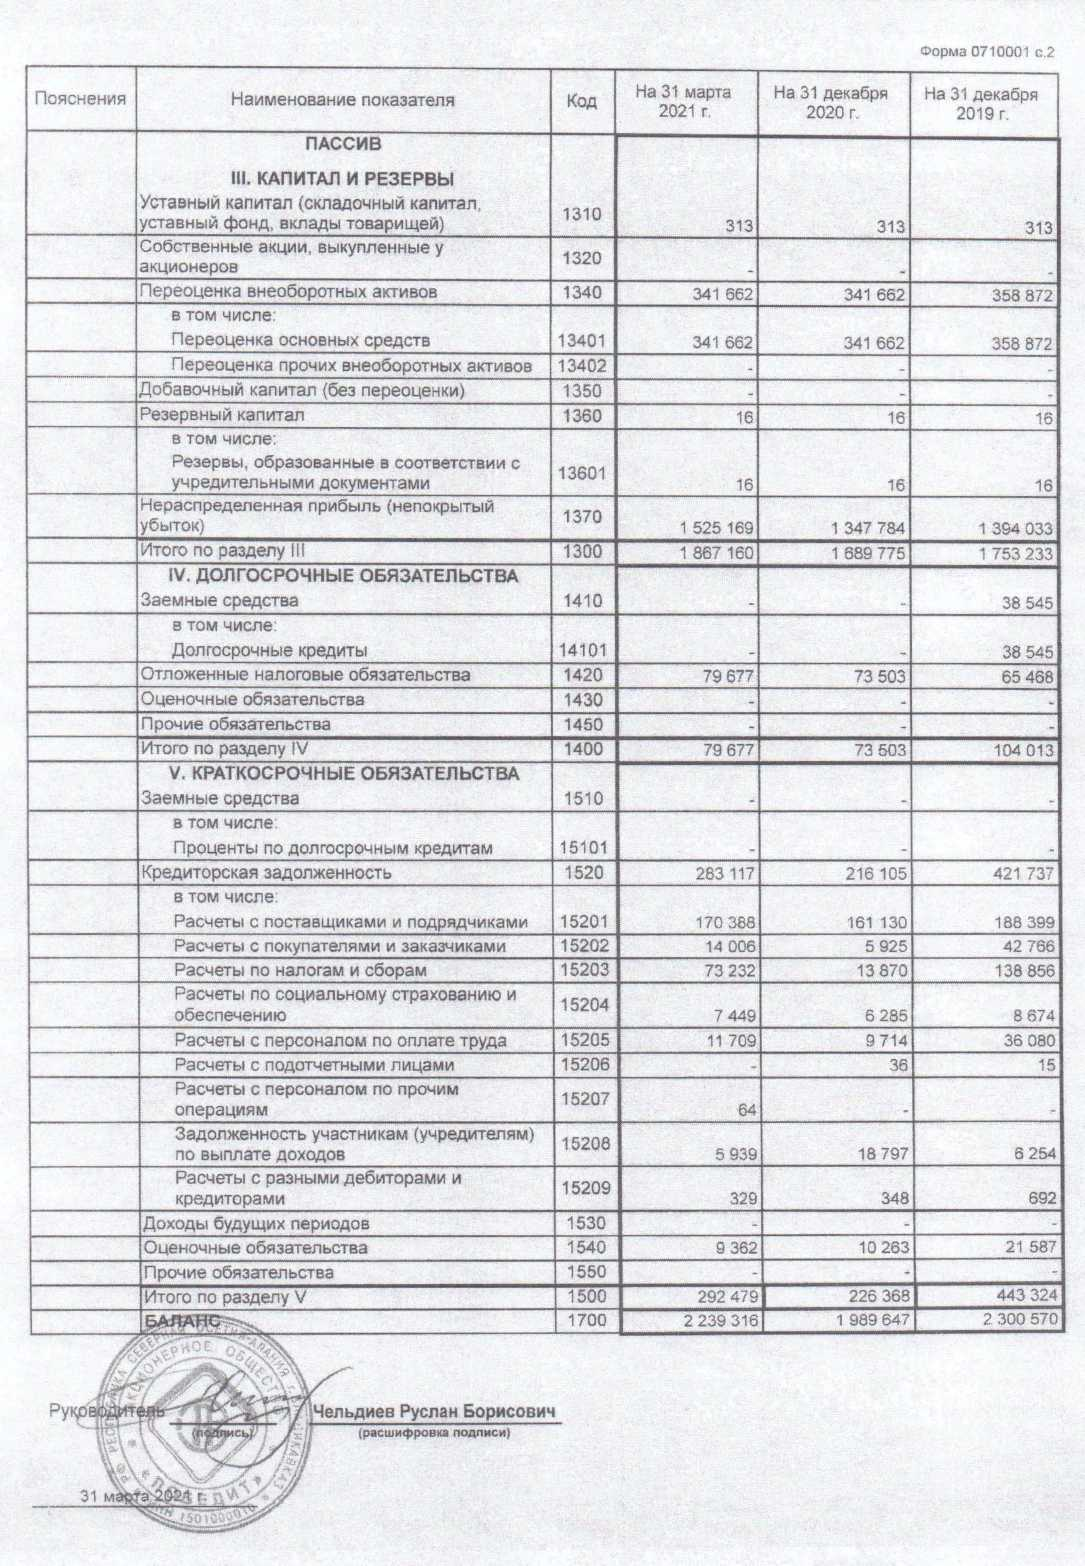 Форма 0710001 с.2
Пояснения Наименование показателя Код На 31 марта 2021 г. На 31 декабря 2020 г. На 31 декабря 2019 г.
ПАССИВ
III. КАПИТАЛ И РЕЗЕРВЫ
Уставный капитал (складочный капитал,
уставный фонд, вклады товарищей) 1310 313 313 313
Собственные акции, выкупленные у
акционеров 1320 - - -
Переоценка внеоборотных активов 1340 341 662 341 662 358 872
в том числе:
Переоценка основных средств 13401 341 662 341 662 358 872
Переоценка прочих внеоборотных активов 13402 - - -
Добавочный капитал (без переоценки) 1350 - - -
Резервный капитал 1360 16 16 16
в том числе:
Резервы, образованные в соответствии с
учредительными документами 13601 16 16 16
Нераспределенная прибыль (непокрытый
убыток) 1370 1 525 169 1 347 784 1 394 033
Итого по разделу III 1300 1 867 160 1 689 775 1 753 233
IV. ДОЛГОСРОЧНЫЕ ОБЯЗАТЕЛЬСТВА
Заемные средства 1410 - - 38 545
в том числе:
Долгосрочные кредиты 14101 - - 38 545
Отложенные налоговые обязательства 1420 79 677 73 503 65 468
Оценочные обязательства 1430 - - -
Прочие обязательства 1450 - - -
Итого по разделу IV 1400 79 677 73 503 104 013
V. КРАТКОСРОЧНЫЕ ОБЯЗАТЕЛЬСТВА
Заемные средства 1510 - - -
в том числе:
Проценты по долгосрочным кредитам 15101 - - -
Кредиторская задолженность 1520 283 117 216 105 421 737
в том числе:
Расчеты с поставщиками и подрядчиками 15201 170 388 161 130 188 399
Расчеты с покупателями и заказчиками 15202 14 006 5 925 42 766
Расчеты по налогам и сборам 15203 73 232 13 870 138 856
Расчеты по социальному страхованию и
обеспечению 15204 7 449 6 285 8 674
Расчеты с персоналом по оплате труда 15205 11 709 9 714 36 080
Расчеты с подотчетными лицами 15206 - 36 15
Расчеты с персоналом по прочим
операциям 15207 64 - -
Задолженность участникам (учредителям)
по выплате доходов 15208 5 939 18 797 6 254
Расчеты с разными дебиторами и
кредиторами 15209 329 348 692
Доходы будущих периодов 1530 - - -
Оценочные обязательства 1540 9 362 10 263 21 587
Прочие обязательства 1550 - - -
Итого по разделу V 1500 292 479 226 368 443 324
БАЛАНС 1700 2 239 316 1 989 647 2 300 570
Руководитель Чельдиев Руслан Борисович
(подпись) (расшифровка подписи)
31 марта 2021 г.
АКЦИОНЕРНОЕ ОБЩЕСТВО
«ПОБЕДИТ»